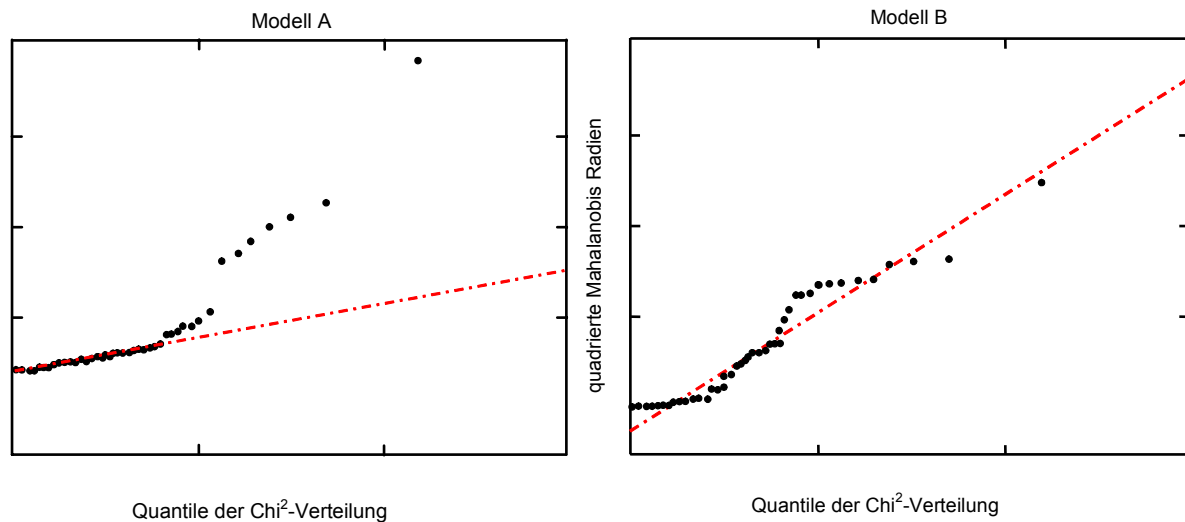 Modell A
Modell B
quadrierte Mahalanobis Radien
Quantile der Chi²-Verteilung
Quantile der Chi²-Verteilung